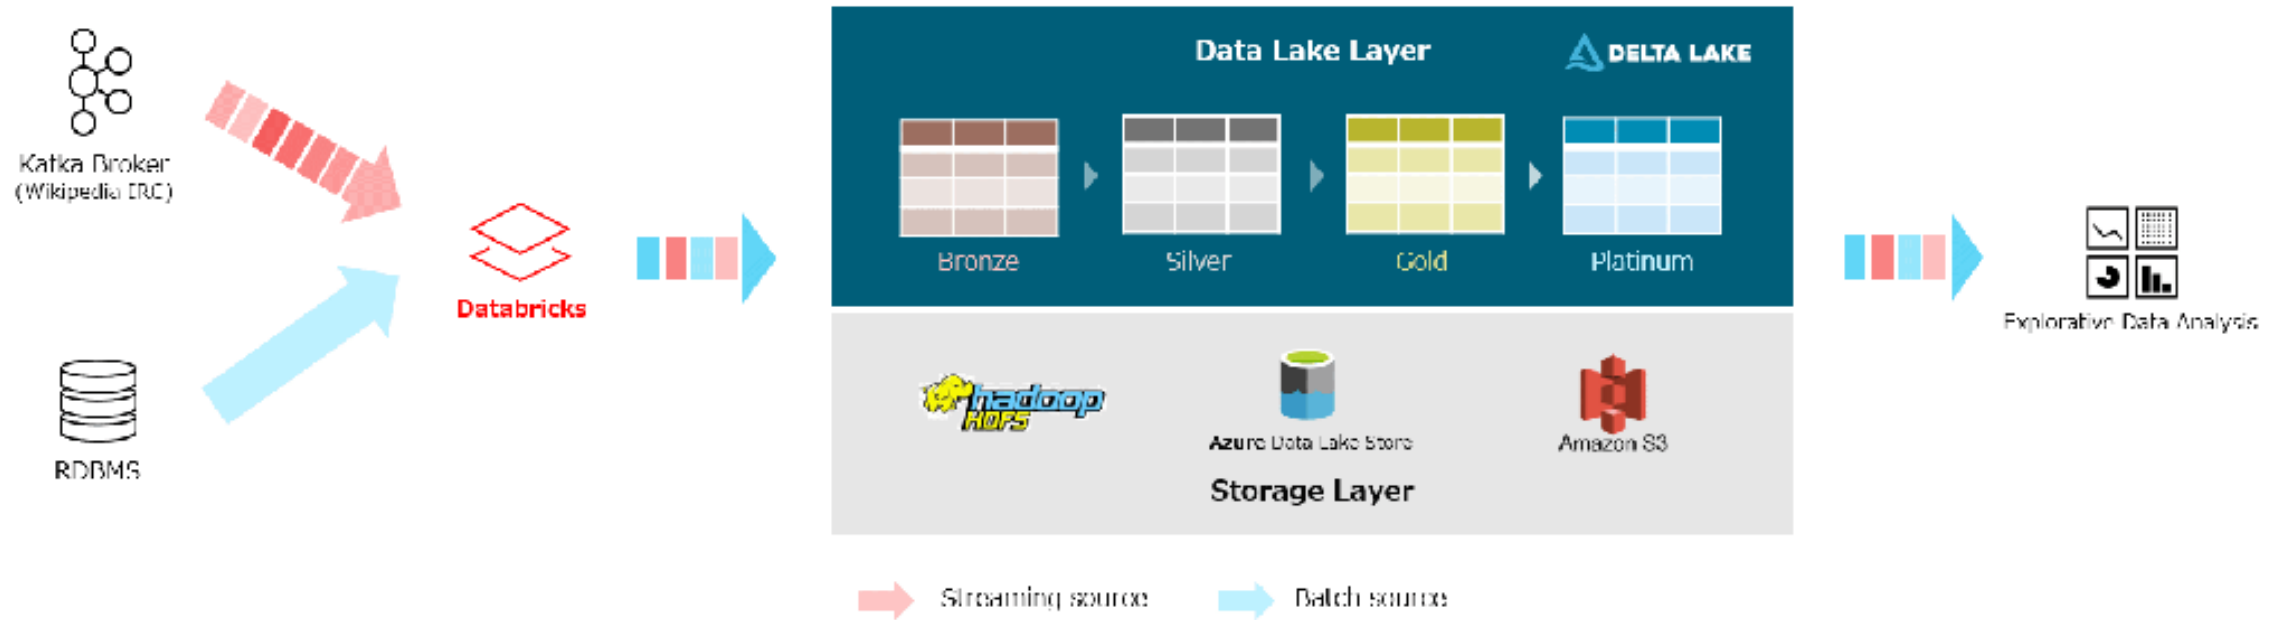 Data Lake Layer
DELTA LAKE
Kafka Broker
(Wikipedia IRC)
Databricks
RDBMS
Bronze
Silver
Gold
Platinum
hadoop
HDFS
Azure Data Lake Store
Amazon S3
Storage Layer
Explorative Data Analysis
Streaming source
Batch source